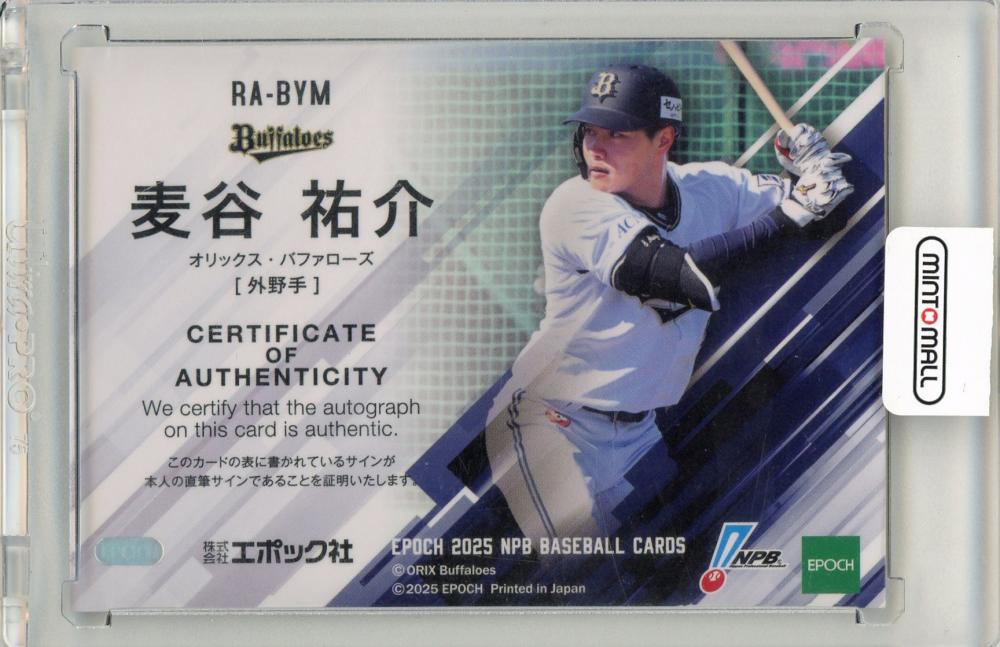 RA-BYM
Buffaloes
麦谷 祐介
オリックス・バファローズ
[ 外野手 ]
CERTIFICATE
OF
AUTHENTICITY
We certify that the autograph
on this card is authentic.
このカードの表に書かれているサインが
本人の直筆サインであることを証明いたします。
EPOCH
株式会社エポック社
EPOCH 2025 NPB BASEBALL CARDS
©ORIX Buffaloes
©2025 EPOCH Printed in Japan
NPB
EPOCH
B
MINT MALL
ultra·PRO